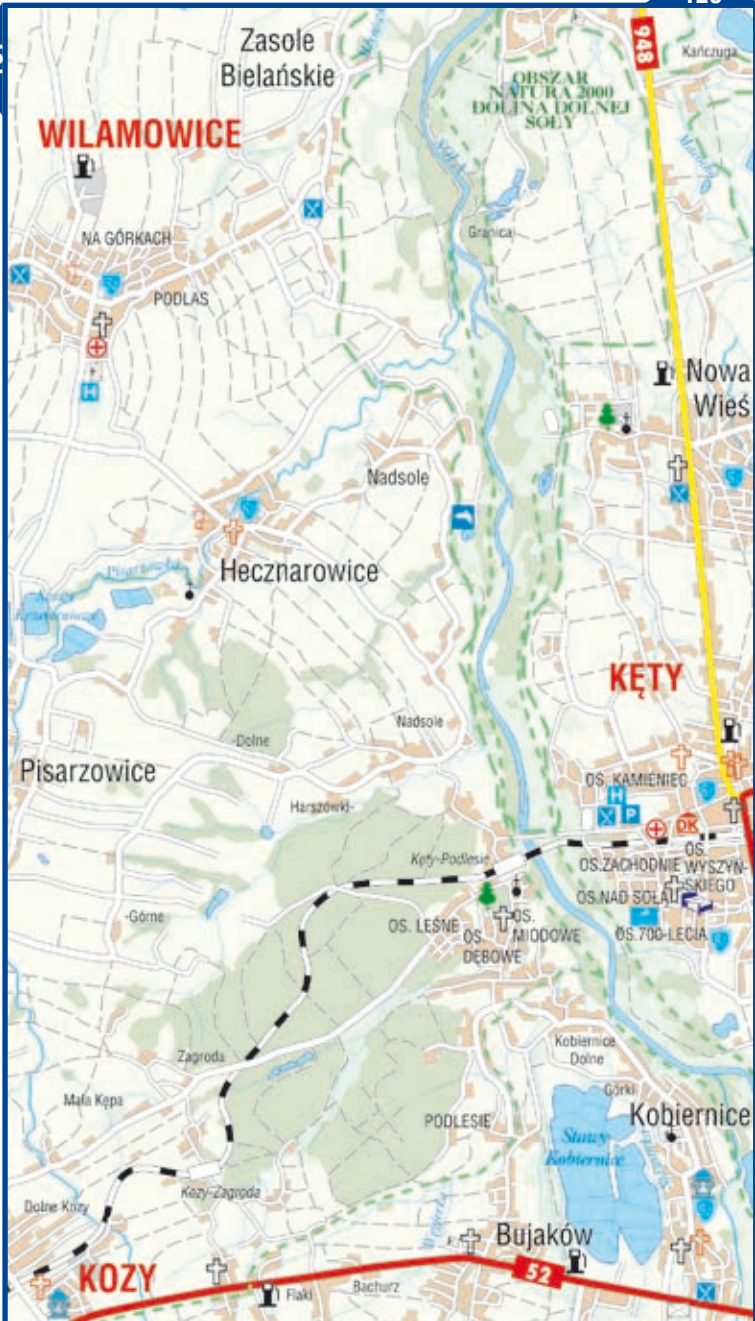 Zasole
Bielańskie
948
Kańczuga
OBSZAR
NATURA 2000
DOLINA DOLNEJ
SOŁY
WILAMOWICE
SOŁA
NA GÓRKACH
Granica
PODLAS
H
Nowa
Wieś
Nadsole
Hecznarowice
Pisarzówka
KĘTY
Nadsole
-Dolne
Pisarzowice
OS. KAMIENIEC
H
P
Harszówki-
DK
Kęty-Podlesie
OS.ZACHODNIE
OS.
WYSZYŃ-
SKIEGO
OS.NAD SOŁĄ
-Górne
OS. LEŚNE
OS.
DĘBOWE
OS.
MIODOWE
OS.700-LECIA
Zagroda
Kobiernice
Dolne
Mała Kępa
Górki
PODLESIE
Kobiernice
Stawy
Kobiernice
Kozy-Zagroda
Dolne Kozy
Bujaków
KOZY
52
Flaki
Bachurz